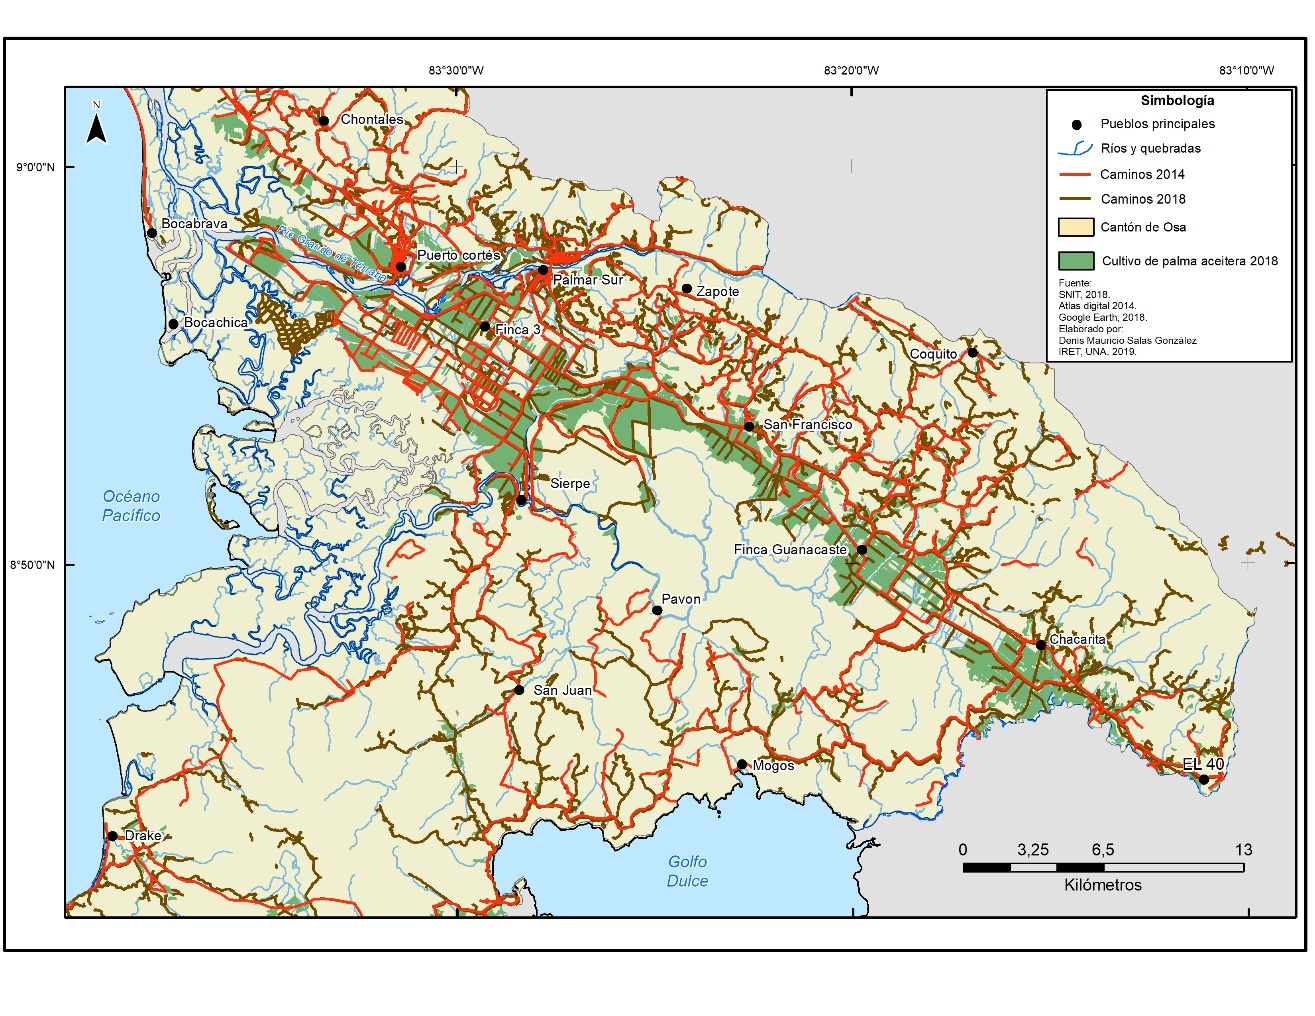 83°30'0"W
83°20'0"W
83°10'0"W
N
Simbología
Pueblos principales
Ríos y quebradas
Caminos 2014
Caminos 2018
Cantón de Osa
Cultivo de palma aceitera 2018
Fuente:
SNIT, 2018.
Atlas digital 2014.
Google Earth, 2018.
Elaborado por:
Denis Mauricio Salas González
IRET, UNA. 2019.
Chontales
9°0'0"N
Bocabrava
Río Grande de Térraba
Puerto cortés
Palmar Sur
Zapote
Bocachica
Finca 3
Coquito
San Francisco
Sierpe
Océano
Pacífico
Finca Guanacaste
8°50'0"N
Pavon
Chacarita
San Juan
Mogos
EL 40
Drake
Golfo
Dulce
0 3,25 6,5 13
Kilómetros